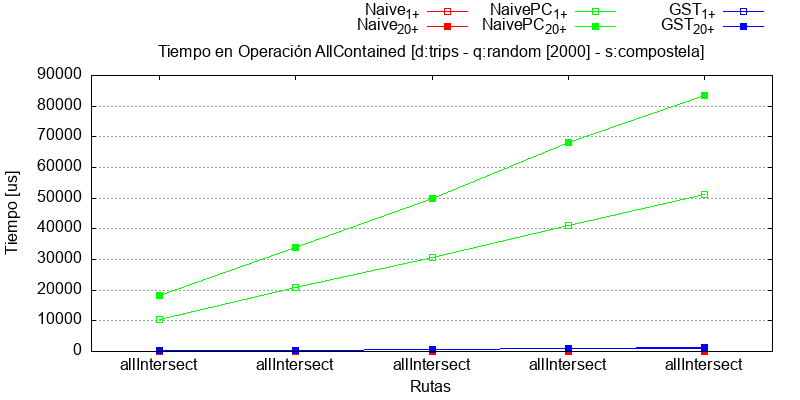 Naive1+ NaivePC1+ GST1+
Naive20+ NaivePC20+ GST20+
Tiempo en Operación AllContained [d:trips - q:random [2000] - s:compostela]
90000
80000
70000
60000
50000
40000
30000
20000
10000
0
Tiempo [us]
allIntersect allIntersect allIntersect allIntersect allIntersect
Rutas